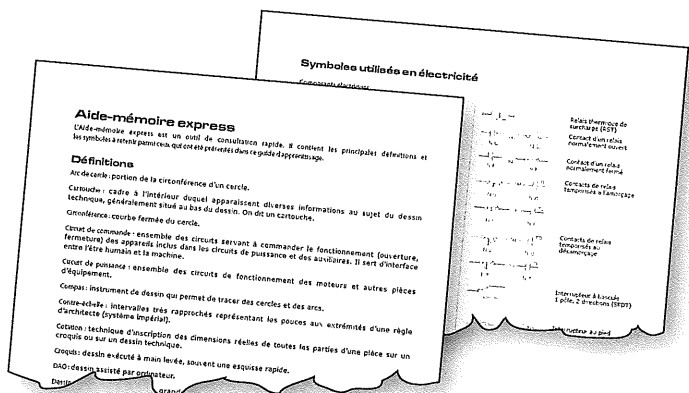 Aide-mémoire express
L'Aide-mémoire express est un outil de consultation rapide. Il contient les principales définitions et
les symboles à retenir parmi ceux qui ont été présentés dans ce guide d'apprentissage.
Définitions
Arc de cercle : portion de la circonférence d'un cercle.
Cartouche : cadre à l'intérieur duquel apparaissent diverses informations au sujet du dessin
technique, généralement situé au bas du dessin. On dit un cartouche.
Circonférence : courbe fermée du cercle.
Circuit de commande : ensemble des circuits servant à commander le fonctionnement (ouverture,
fermeture) des appareils inclus dans les circuits de puissance et des auxiliaires. Il sert d'interface
entre l'être humain et la machine.
Circuit de puissance : ensemble des circuits de fonctionnement des moteurs et autres pièces
d'équipement.
Compas : instrument de dessin qui permet de tracer des cercles et des arcs.
Contre-échelle : intervalles très rapprochés représentant les pouces aux extrémités d'une règle
d'architecte (système impérial).
Cotation : technique d'inscription des dimensions réelles de toutes les parties d'une pièce sur un
croquis ou sur un dessin technique.
Croquis : dessin exécuté à main levée, souvent une esquisse rapide.
DAO : dessin assisté par ordinateur.
Dessin
grand
Symboles utilisés en électricité
Composants électriques
Relais thermique de
surcharge (RST)
Contact d'un relais
normalement ouvert
Contact d'un relais
normalement fermé
Contacts de relais
temporisés à l'amorçage
Contacts de relais
temporisés au
désamorçage
Interrupteur à bascule
1 pôle, 2 directions (SPDT)
Interrupteur au pied